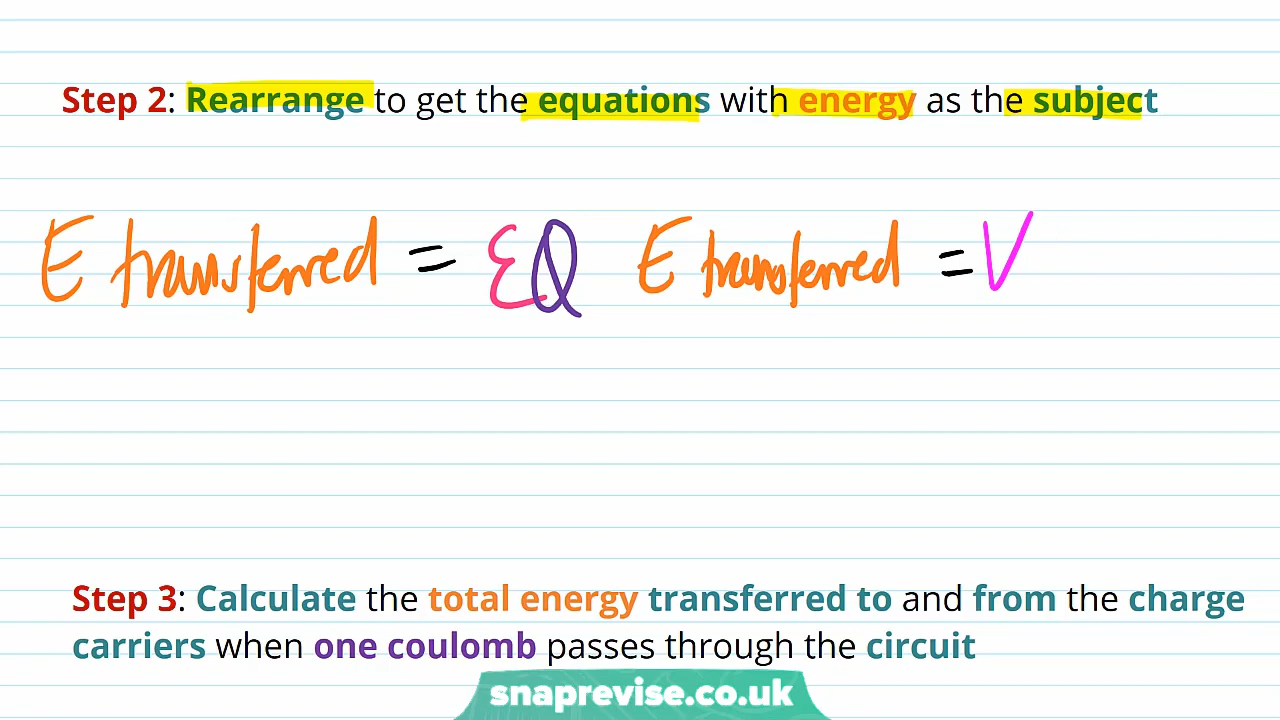 Step 2: Rearrange to get the equations with energy as the subject
E transferred = εQ E transferred = V
Step 3: Calculate the total energy transferred to and from the charge
carriers when one coulomb passes through the circuit
snaprevise.co.uk